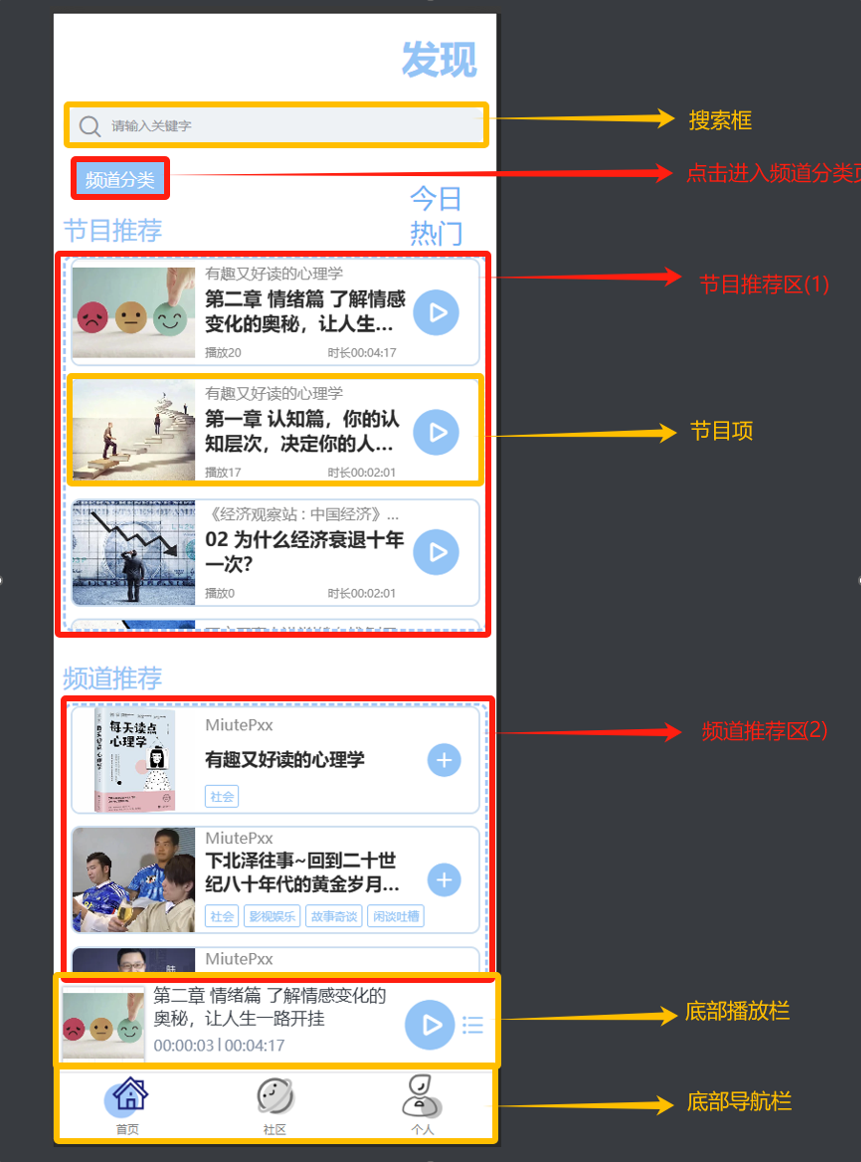 发现
请输入关键字
搜索框
频道分类
点击进入频道分类页
今日
热门
节目推荐
节目推荐区(1)
有趣又好读的心理学
第二章 情绪篇 了解情感
变化的奥秘，让人生...
播放20 时长00:04:17
有趣又好读的心理学
第一章 认知篇，你的认
知层次，决定你的人...
播放17 时长00:02:01
节目项
《经济观察站 : 中国经济》...
02 为什么经济衰退十年
一次?
播放0 时长00:02:01
频道推荐
频道推荐区2)
MiutePxx
每天读点
心理学
有趣又好读的心理学
社会
MiutePxx
下北泽往事~回到二十世
纪八十年代的黄金岁月...
社会 影视娱乐 故事奇谈 闲谈吐槽
MiutePxx
第二章 情绪篇 了解情感变化的
奥秘，让人生一路开挂
00:00:03 | 00:04:17
底部播放栏
首页 社区 个人
底部导航栏